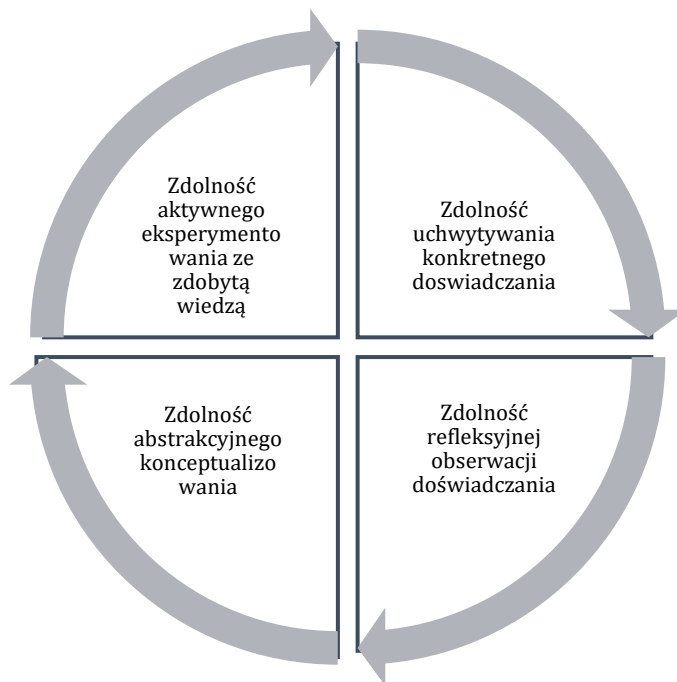 Zdolność
aktywnego
eksperymento
wania ze
zdobytą
wiedzą
Zdolność
uchwytywania
konkretnego
doswiadczania
Zdolność
abstrakcyjnego
konceptualizo
wania
Zdolność
refleksyjnej
obserwacji
doświadczania